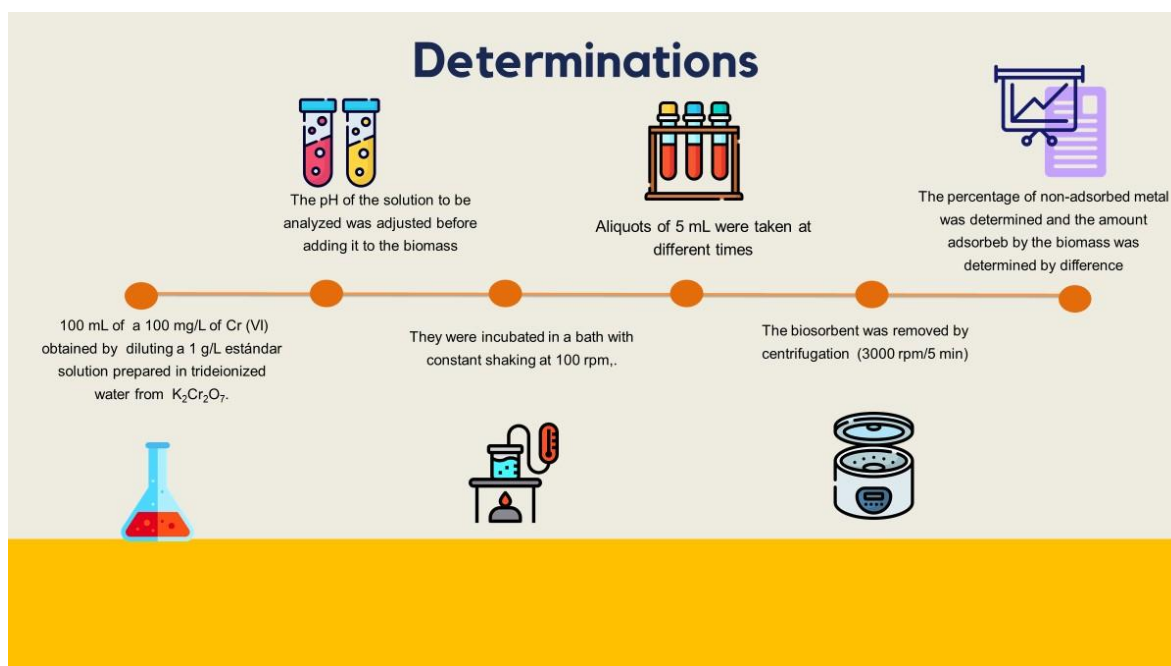 Determinations
100 mL of a 100 mg/L of Cr (VI)
obtained by diluting a 1 g/L estándar
solution prepared in trideionized
water from K₂Cr₂O₇.
The pH of the solution to be
analyzed was adjusted before
adding it to the biomass
They were incubated in a bath with
constant shaking at 100 rpm,.
Aliquots of 5 mL were taken at
different times
The biosorbent was removed by
centrifugation (3000 rpm/5 min)
The percentage of non-adsorbed metal
was determined and the amount
adsorbeb by the biomass was
determined by difference